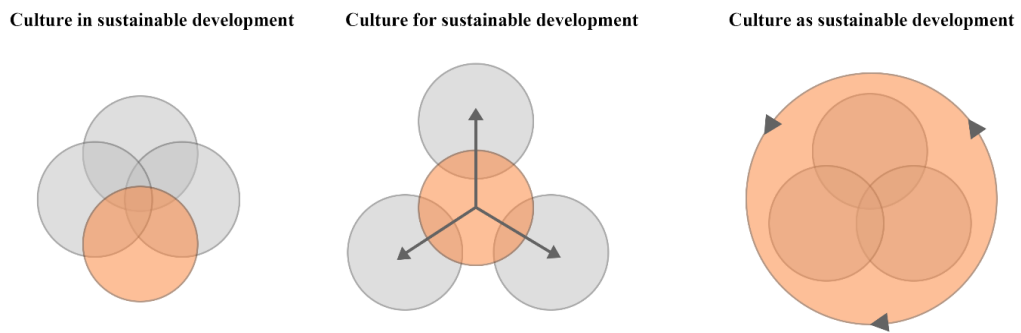 Culture in sustainable development
Culture for sustainable development
Culture as sustainable development